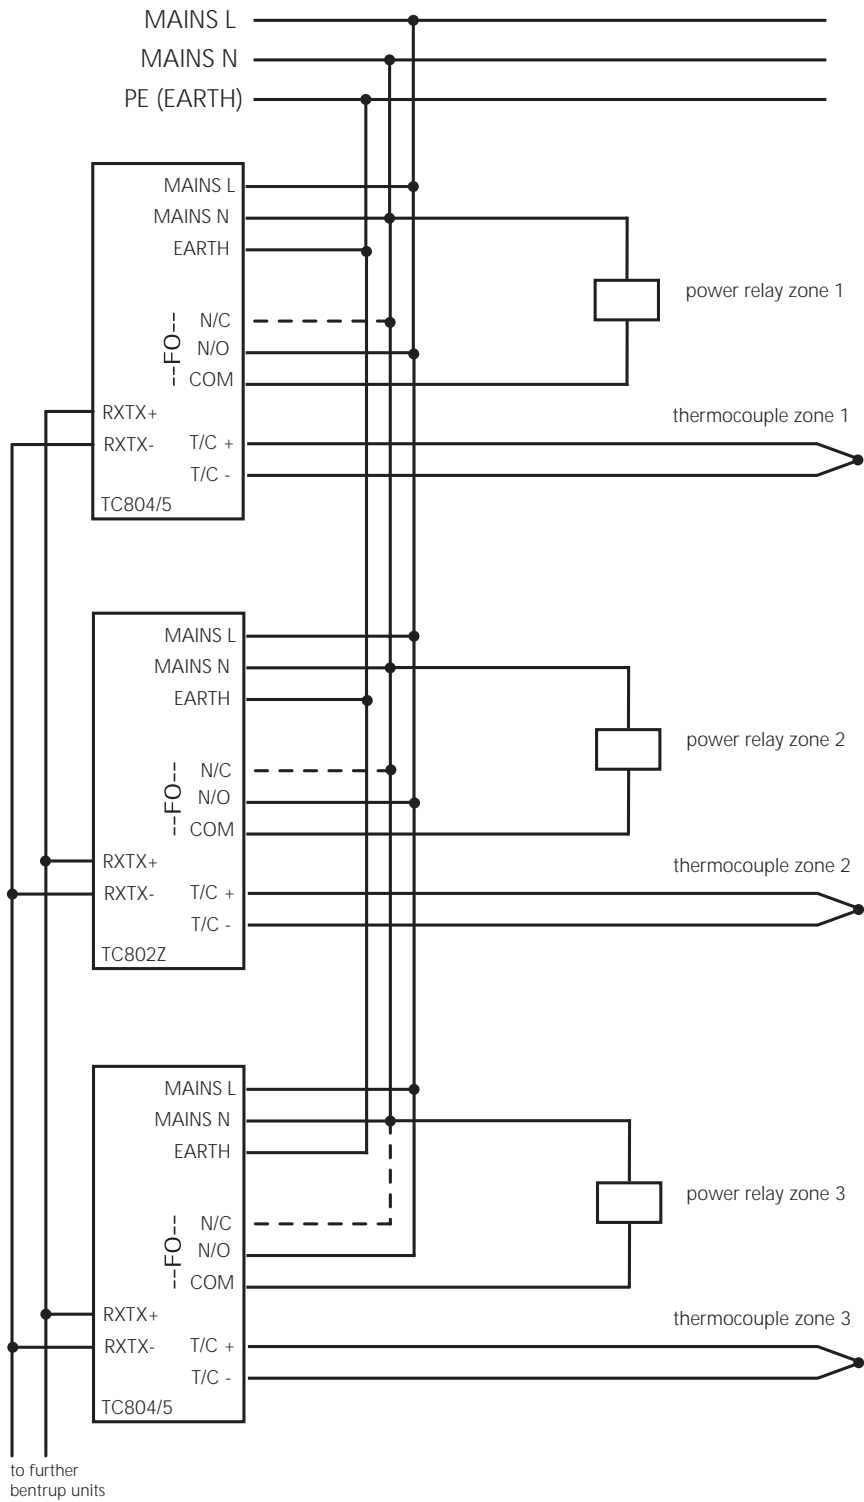 MAINS L
MAINS N
PE (EARTH)
MAINS L
MAINS N
EARTH
N/C
--FO--
N/O
COM
RXTX+
RXTX-
T/C +
T/C -
TC804/5
power relay zone 1
thermocouple zone 1
MAINS L
MAINS N
EARTH
N/C
--FO--
N/O
COM
RXTX+
RXTX-
T/C +
T/C -
TC802Z
power relay zone 2
thermocouple zone 2
MAINS L
MAINS N
EARTH
N/C
--FO--
N/O
COM
RXTX+
RXTX-
T/C +
T/C -
TC804/5
power relay zone 3
thermocouple zone 3
to further
bentrup units